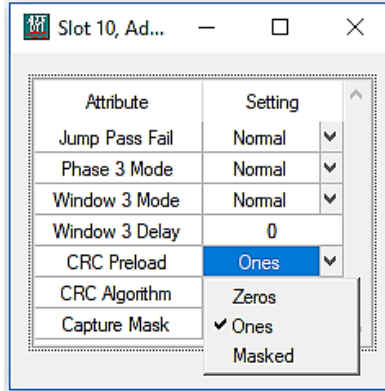 Slot 10, Ad...
Attribute Setting
Jump Pass Fail Normal
Phase 3 Mode Normal
Window 3 Mode Normal
Window 3 Delay 0
CRC Preload Ones
CRC Algorithm Zeros
Capture Mask Ones
Masked